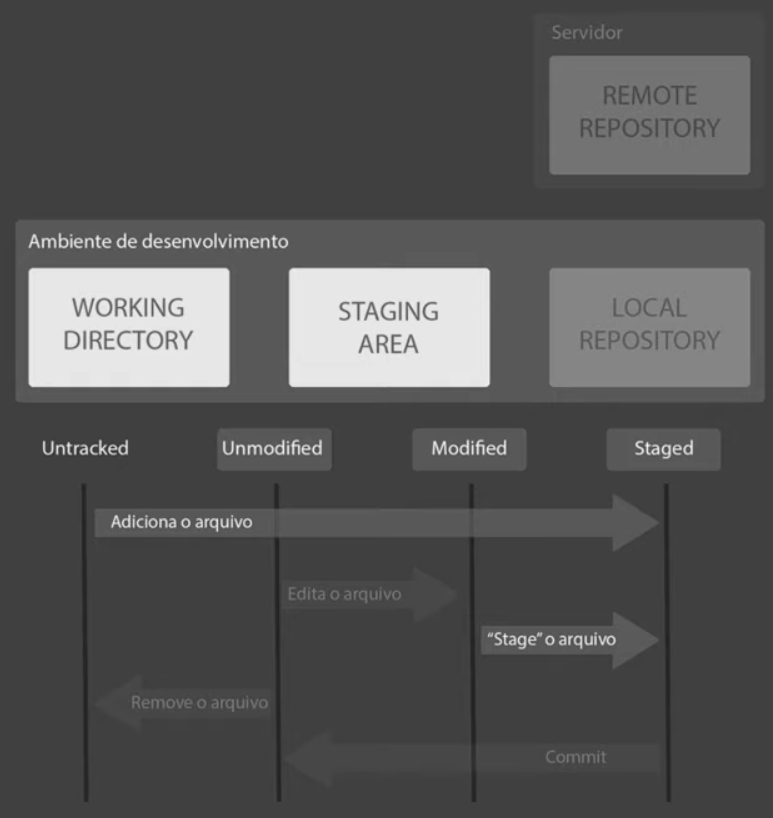 Servidor
REMOTE
REPOSITORY
Ambiente de desenvolvimento
WORKING
DIRECTORY
STAGING
AREA
LOCAL
REPOSITORY
Untracked
Unmodified
Modified
Staged
Adiciona o arquivo
Edita o arquivo
“Stage” o arquivo
Remove o arquivo
Commit